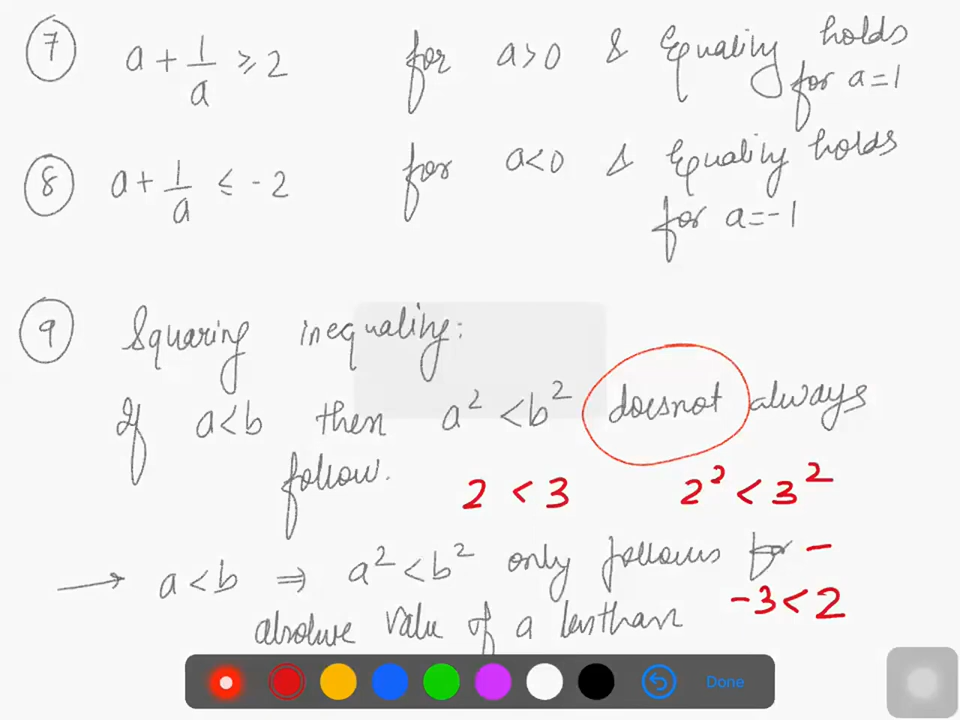 ⑦ a + 1/a ⩾ 2 for a > 0 & Equality holds
for a = 1
⑧ a + 1/a ⩽ -2 for a < 0 & Equality holds
for a = -1
⑨ Squaring inequality:
If a < b then a² < b² doesnot always
follow.
2 < 3 2² < 3²
→ a < b ⇒ a² < b² only follows for -
-3 < 2
absolute value of a lessthan
Done